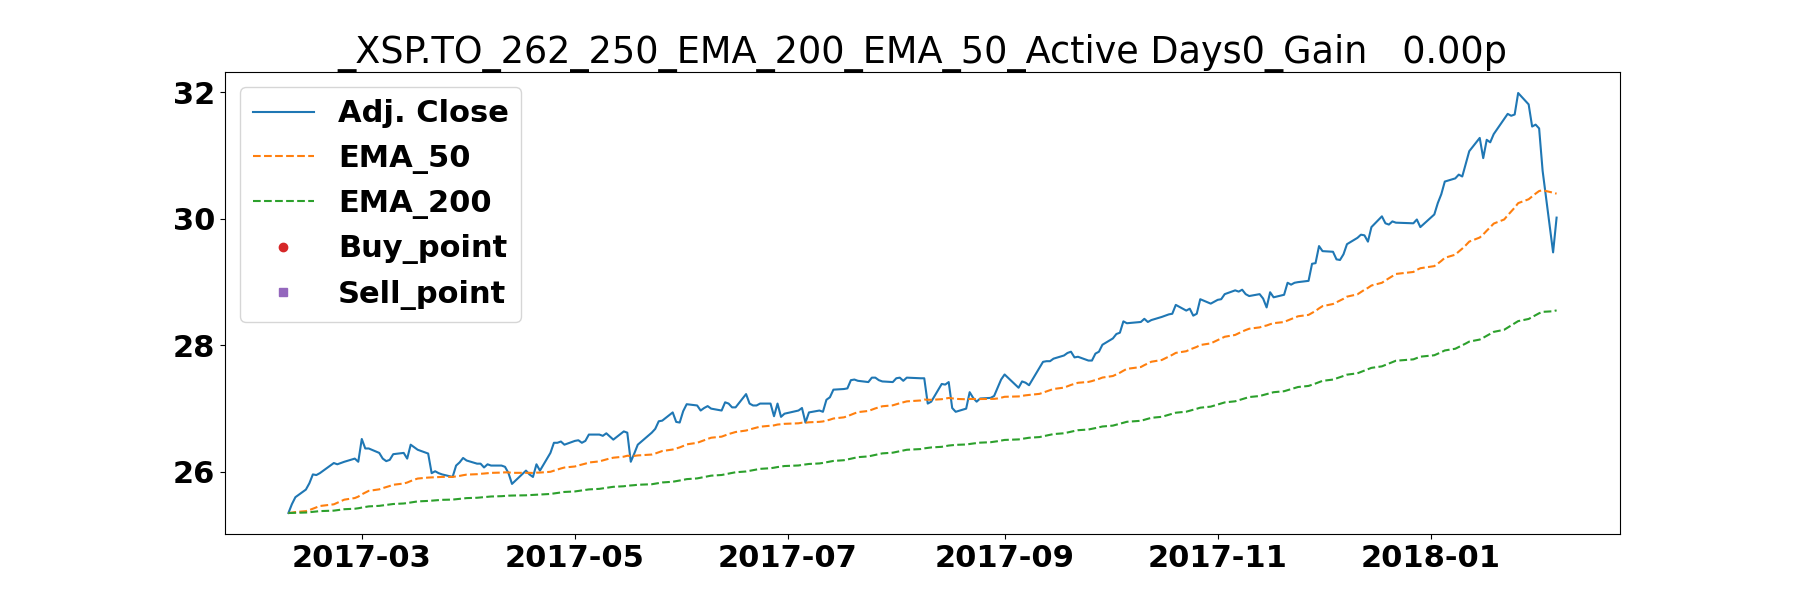 _XSP.TO_262_250_EMA_200_EMA_50_Active Days0_Gain   0.00p
32
30
28
26
Adj. Close
EMA_50
EMA_200
Buy_point
Sell_point
2017-03 2017-05 2017-07 2017-09 2017-11 2018-01